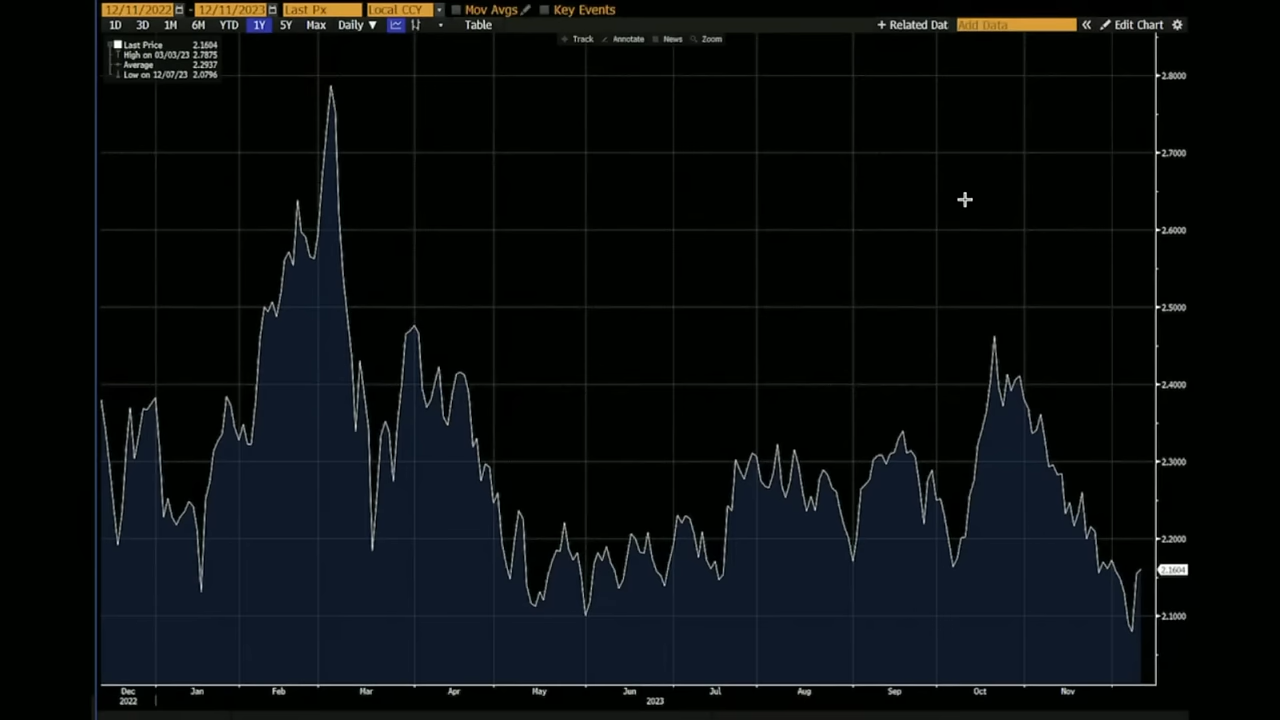 12/11/2022 - 12/11/2023 Last Px Local CCY Mov Avgs Key Events
1D 3D 1M 6M YTD 1Y 5Y Max Daily ▼ Table + Related Dat Add Data « Edit Chart
Track Annotate News Zoom
Last Price 2.1604
High on 03/03/23 2.7875
Average 2.2937
Low on 12/07/23 2.0796
2.8000
2.7000
2.6000
2.5000
2.4000
2.3000
2.2000
2.1604
2.1000
Dec Jan Feb Mar Apr May Jun Jul Aug Sep Oct Nov
2022 2023